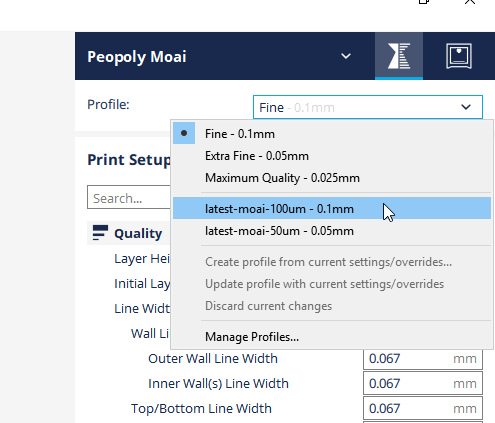 Peopoly Moai
Profile:
Fine - 0.1mm
Fine - 0.1mm
Extra Fine - 0.05mm
Maximum Quality - 0.025mm
latest-moai-100um - 0.1mm
latest-moai-50um - 0.05mm
Create profile from current settings/overrides...
Update profile with current settings/overrides
Discard current changes
Manage Profiles...
Print Setup
Search...
Quality
Layer Hei
Initial Lay
Line Widt
Wall Li
Outer Wall Line Width 0.067 mm
Inner Wall(s) Line Width 0.067 mm
Top/Bottom Line Width 0.067 mm